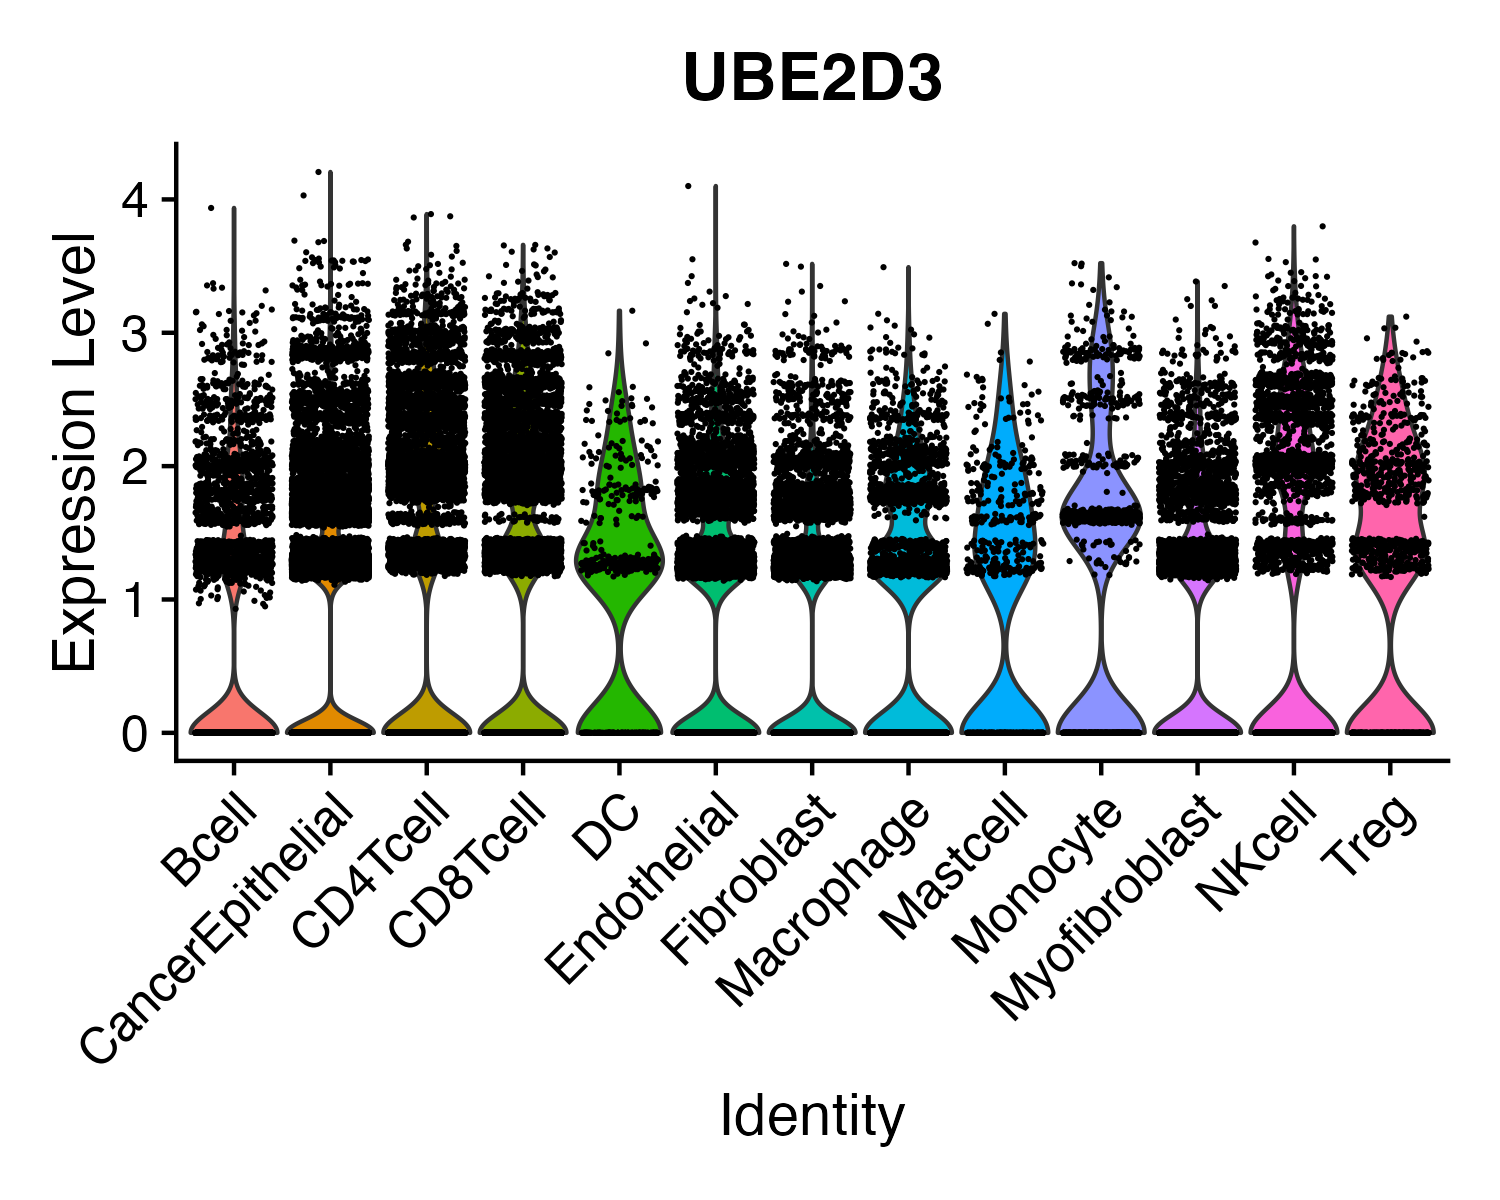 UBE2D3
Expression Level
4
3
2
1
0
Bcell
CancerEpithelial
CD4Tcell
CD8Tcell
DC
Endothelial
Fibroblast
Macrophage
Mastcell
Monocyte
Myofibroblast
NKcell
Treg
Identity